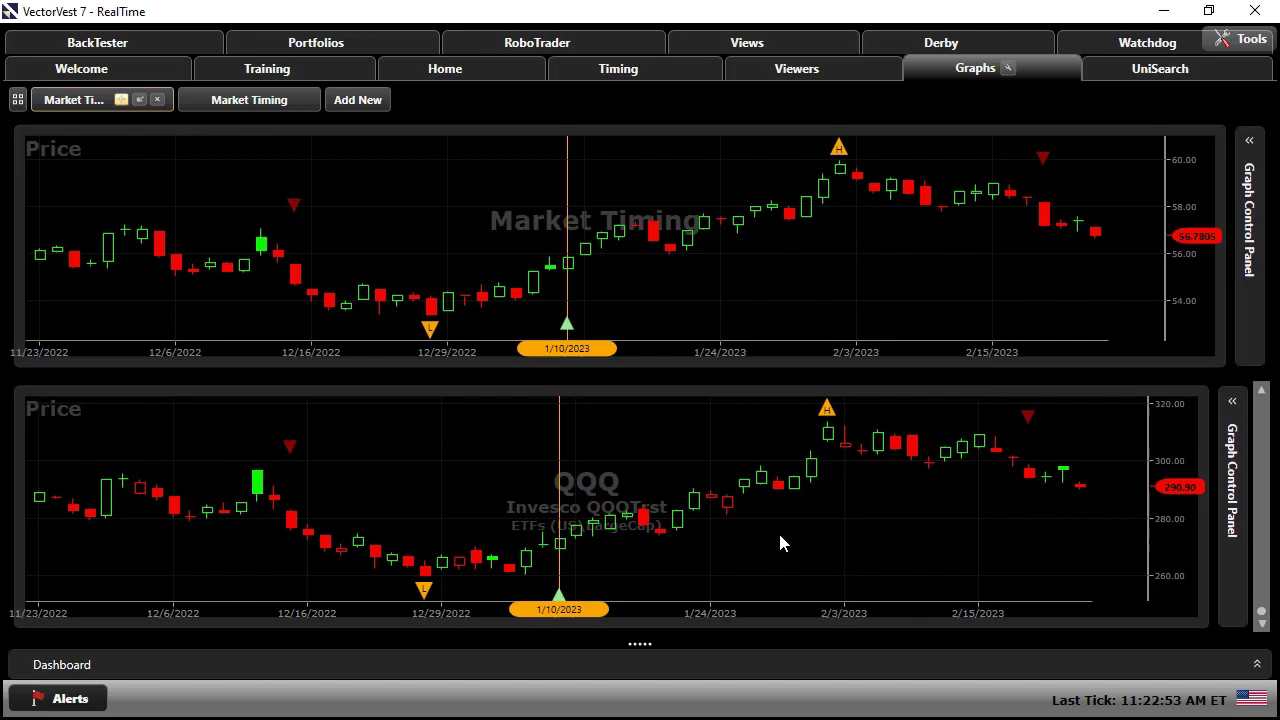 VectorVest 7 - RealTime
BackTester Portfolios RoboTrader Views Derby Watchdog Tools
Welcome Training Home Timing Viewers Graphs UniSearch
Market Ti... Market Timing Add New
Price
Market Timing
H
L
60.00
58.00
56.7805
56.00
54.00
11/23/2022 12/6/2022 12/16/2022 12/29/2022 1/10/2023 1/24/2023 2/3/2023 2/15/2023
Graph Control Panel
Price
QQQ
Invesco QQQTrst
ETFs (US)LargeCap)
H
L
320.00
300.00
290.90
280.00
260.00
11/23/2022 12/6/2022 12/16/2022 12/29/2022 1/10/2023 1/24/2023 2/3/2023 2/15/2023
Graph Control Panel
Dashboard
Alerts
Last Tick: 11:22:53 AM ET